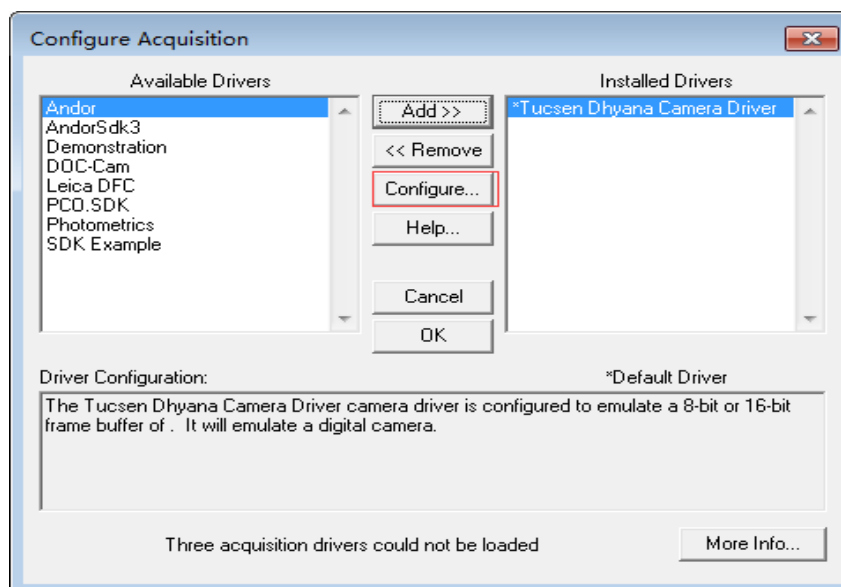 Configure Acquisition
Available Drivers
Installed Drivers
Andor
AndorSdk3
Demonstration
DOC-Cam
Leica DFC
PCO.SDK
Photometrics
SDK Example
Add >>
<< Remove
Configure...
Help...
Cancel
OK
*Tucsen Dhyana Camera Driver
Driver Configuration:
*Default Driver
The Tucsen Dhyana Camera Driver camera driver is configured to emulate a 8-bit or 16-bit
frame buffer of .  It will emulate a digital camera.
Three acquisition drivers could not be loaded
More Info...